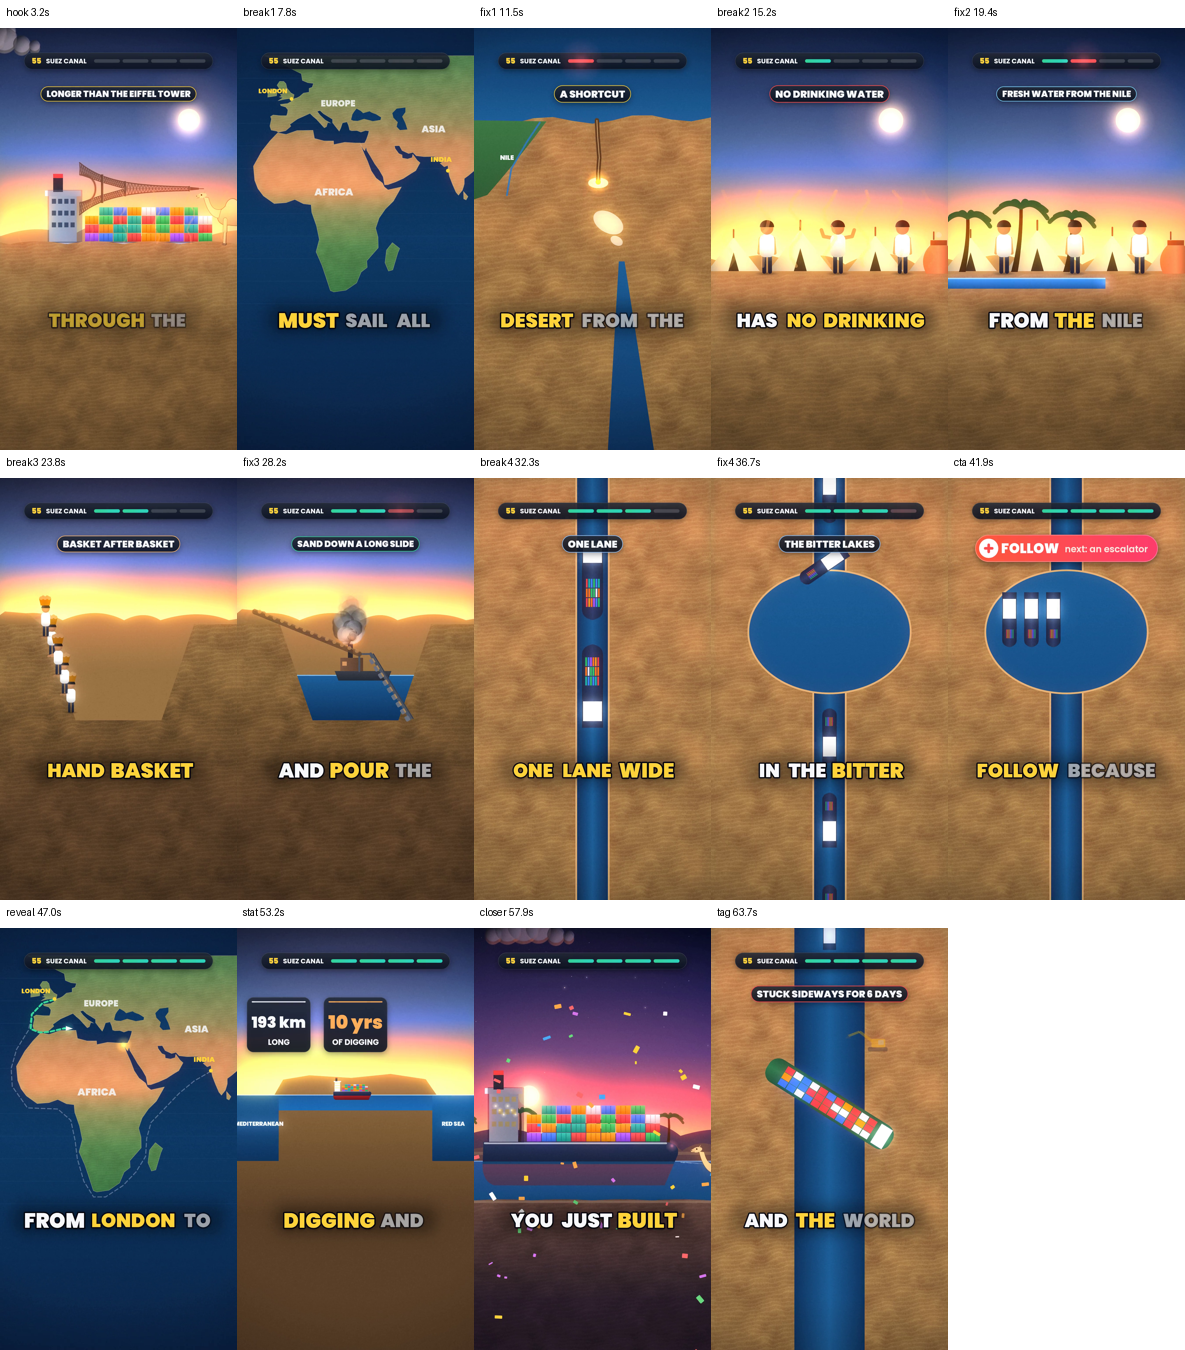 hook 3.2s
55 SUEZ CANAL
LONGER THAN THE EIFFEL TOWER
THROUGH THE
break1 7.8s
55 SUEZ CANAL
LONDON
EUROPE
ASIA
INDIA
AFRICA
MUST SAIL ALL
fix1 11.5s
55 SUEZ CANAL
A SHORTCUT
NILE
DESERT FROM THE
break2 15.2s
55 SUEZ CANAL
NO DRINKING WATER
HAS NO DRINKING
fix2 19.4s
55 SUEZ CANAL
FRESH WATER FROM THE NILE
FROM THE NILE
break3 23.8s
55 SUEZ CANAL
BASKET AFTER BASKET
HAND BASKET
fix3 28.2s
55 SUEZ CANAL
SAND DOWN A LONG SLIDE
AND POUR THE
break4 32.3s
55 SUEZ CANAL
ONE LANE
ONE LANE WIDE
fix4 36.7s
55 SUEZ CANAL
THE BITTER LAKES
IN THE BITTER
cta 41.9s
55 SUEZ CANAL
FOLLOW next: an escalator
FOLLOW BECAUSE
reveal 47.0s
55 SUEZ CANAL
LONDON
EUROPE
ASIA
INDIA
AFRICA
FROM LONDON TO
stat 53.2s
55 SUEZ CANAL
193 km
LONG
10 yrs
OF DIGGING
MEDITERRANEAN
RED SEA
DIGGING AND
closer 57.9s
55 SUEZ CANAL
YOU JUST BUILT
tag 63.7s
55 SUEZ CANAL
STUCK SIDEWAYS FOR 6 DAYS
AND THE WORLD